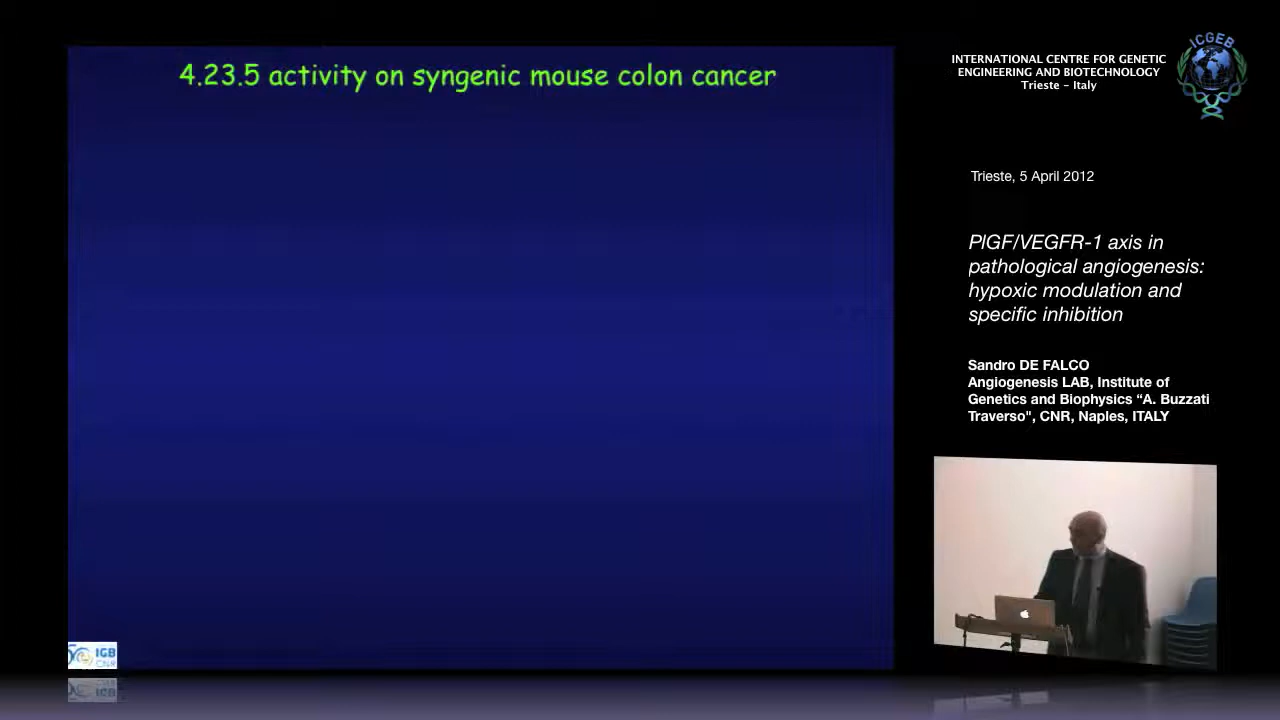 4.23.5 activity on syngenic mouse colon cancer
INTERNATIONAL CENTRE FOR GENETIC
ENGINEERING AND BIOTECHNOLOGY
Trieste - Italy
ICGEB
Trieste, 5 April 2012
PlGF/VEGFR-1 axis in
pathological angiogenesis:
hypoxic modulation and
specific inhibition
Sandro DE FALCO
Angiogenesis LAB, Institute of
Genetics and Biophysics “A. Buzzati
Traverso", CNR, Naples, ITALY
IGB
CNR